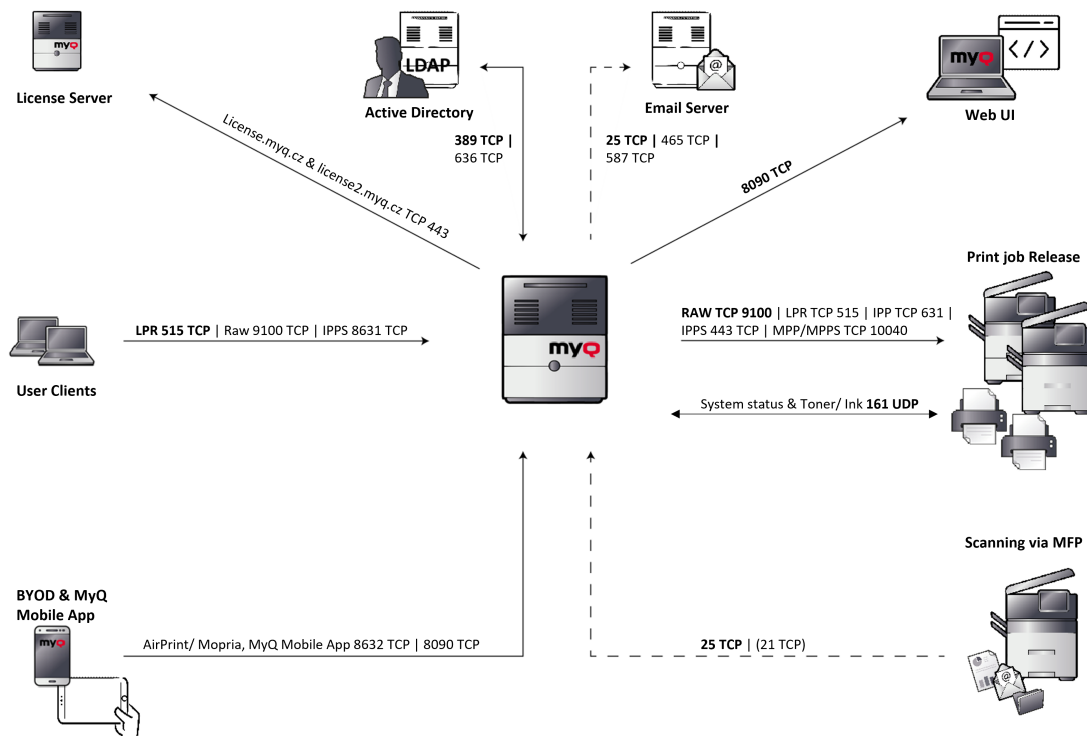 myQ
License Server
LDAP
Active Directory
@
Email Server
myQ
</>
Web UI
License.myq.cz & license2.myq.cz TCP 443
389 TCP |
636 TCP
25 TCP | 465 TCP |
587 TCP
8090 TCP
User Clients
LPR 515 TCP | Raw 9100 TCP | IPPS 8631 TCP
myQ
Print job Release
RAW TCP 9100 | LPR TCP 515 | IPP TCP 631 |
IPPS 443 TCP | MPP/MPPS TCP 10040
System status & Toner/ Ink 161 UDP
BYOD & MyQ
Mobile App
myQ
AirPrint/ Mopria, MyQ Mobile App 8632 TCP | 8090 TCP
Scanning via MFP
25 TCP | (21 TCP)
@